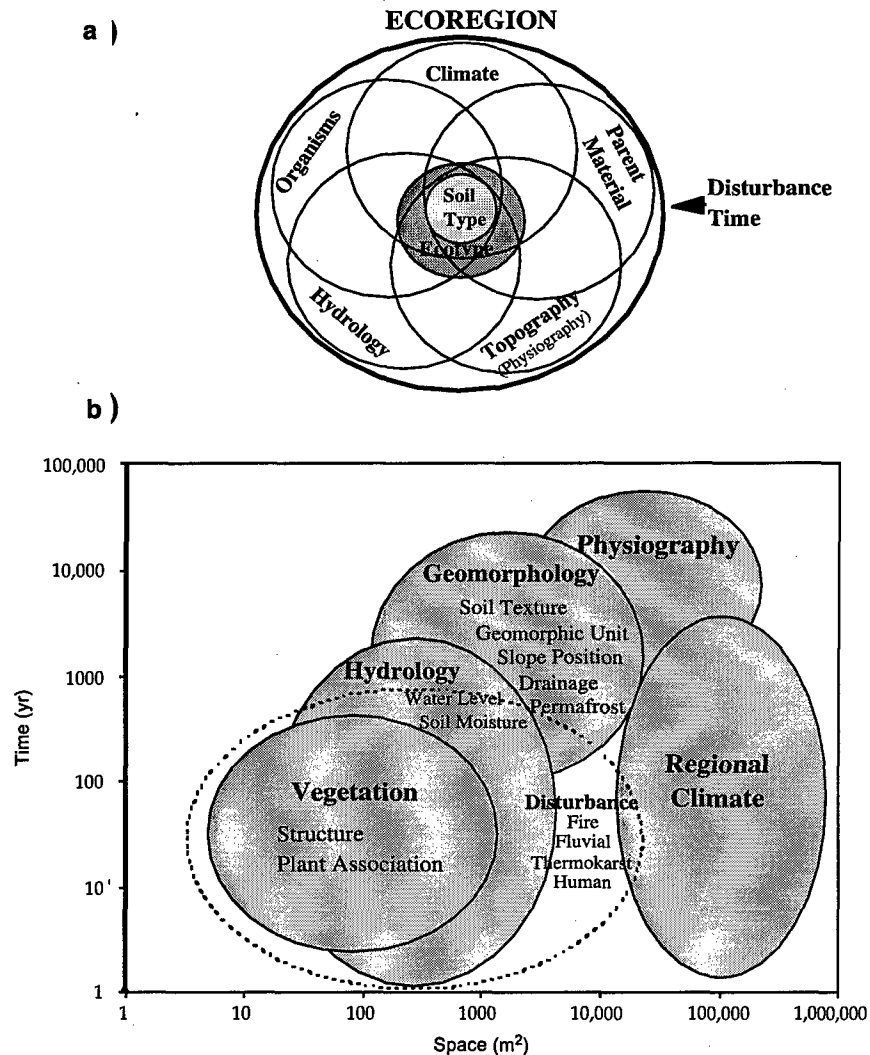 a )
ECOREGION
Climate
Organisms
Parent
Material
Soil
Type
Ecotype
Disturbance
Time
Hydrology
Topography
(Physiography)
b )
100,000
10,000
1000
100
10
1
Time (yr)
Physiography
Geomorphology
Soil Texture
Geomorphic Unit
Slope Position
Drainage
Permafrost
Hydrology
Water Level
Soil Moisture
Vegetation
Structure
Plant Association
Disturbance
Fire
Fluvial
Thermokarst
Human
Regional
Climate
1
10
100
1000
10,000
100,000
1,000,000
Space (m²)